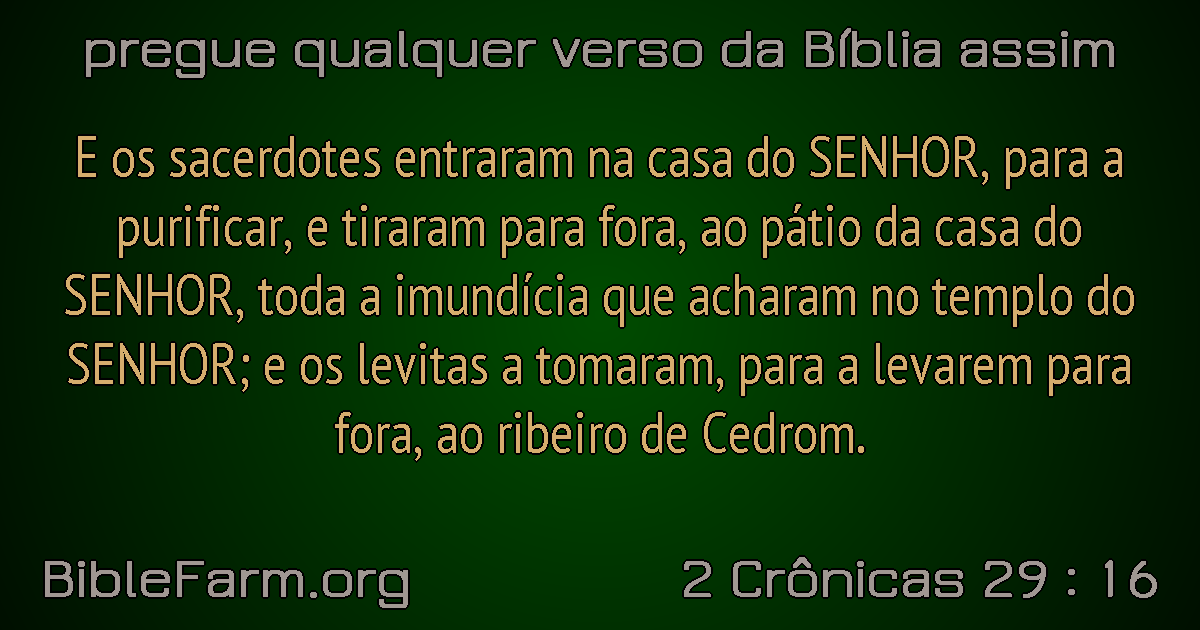 pregue qualquer verso da Bíblia assim
E os sacerdotes entraram na casa do SENHOR, para a
purificar, e tiraram para fora, ao pátio da casa do
SENHOR, toda a imundícia que acharam no templo do
SENHOR; e os levitas a tomaram, para a levarem para
fora, ao ribeiro de Cedrom.
BibleFarm.org
2 Crônicas 29 : 16